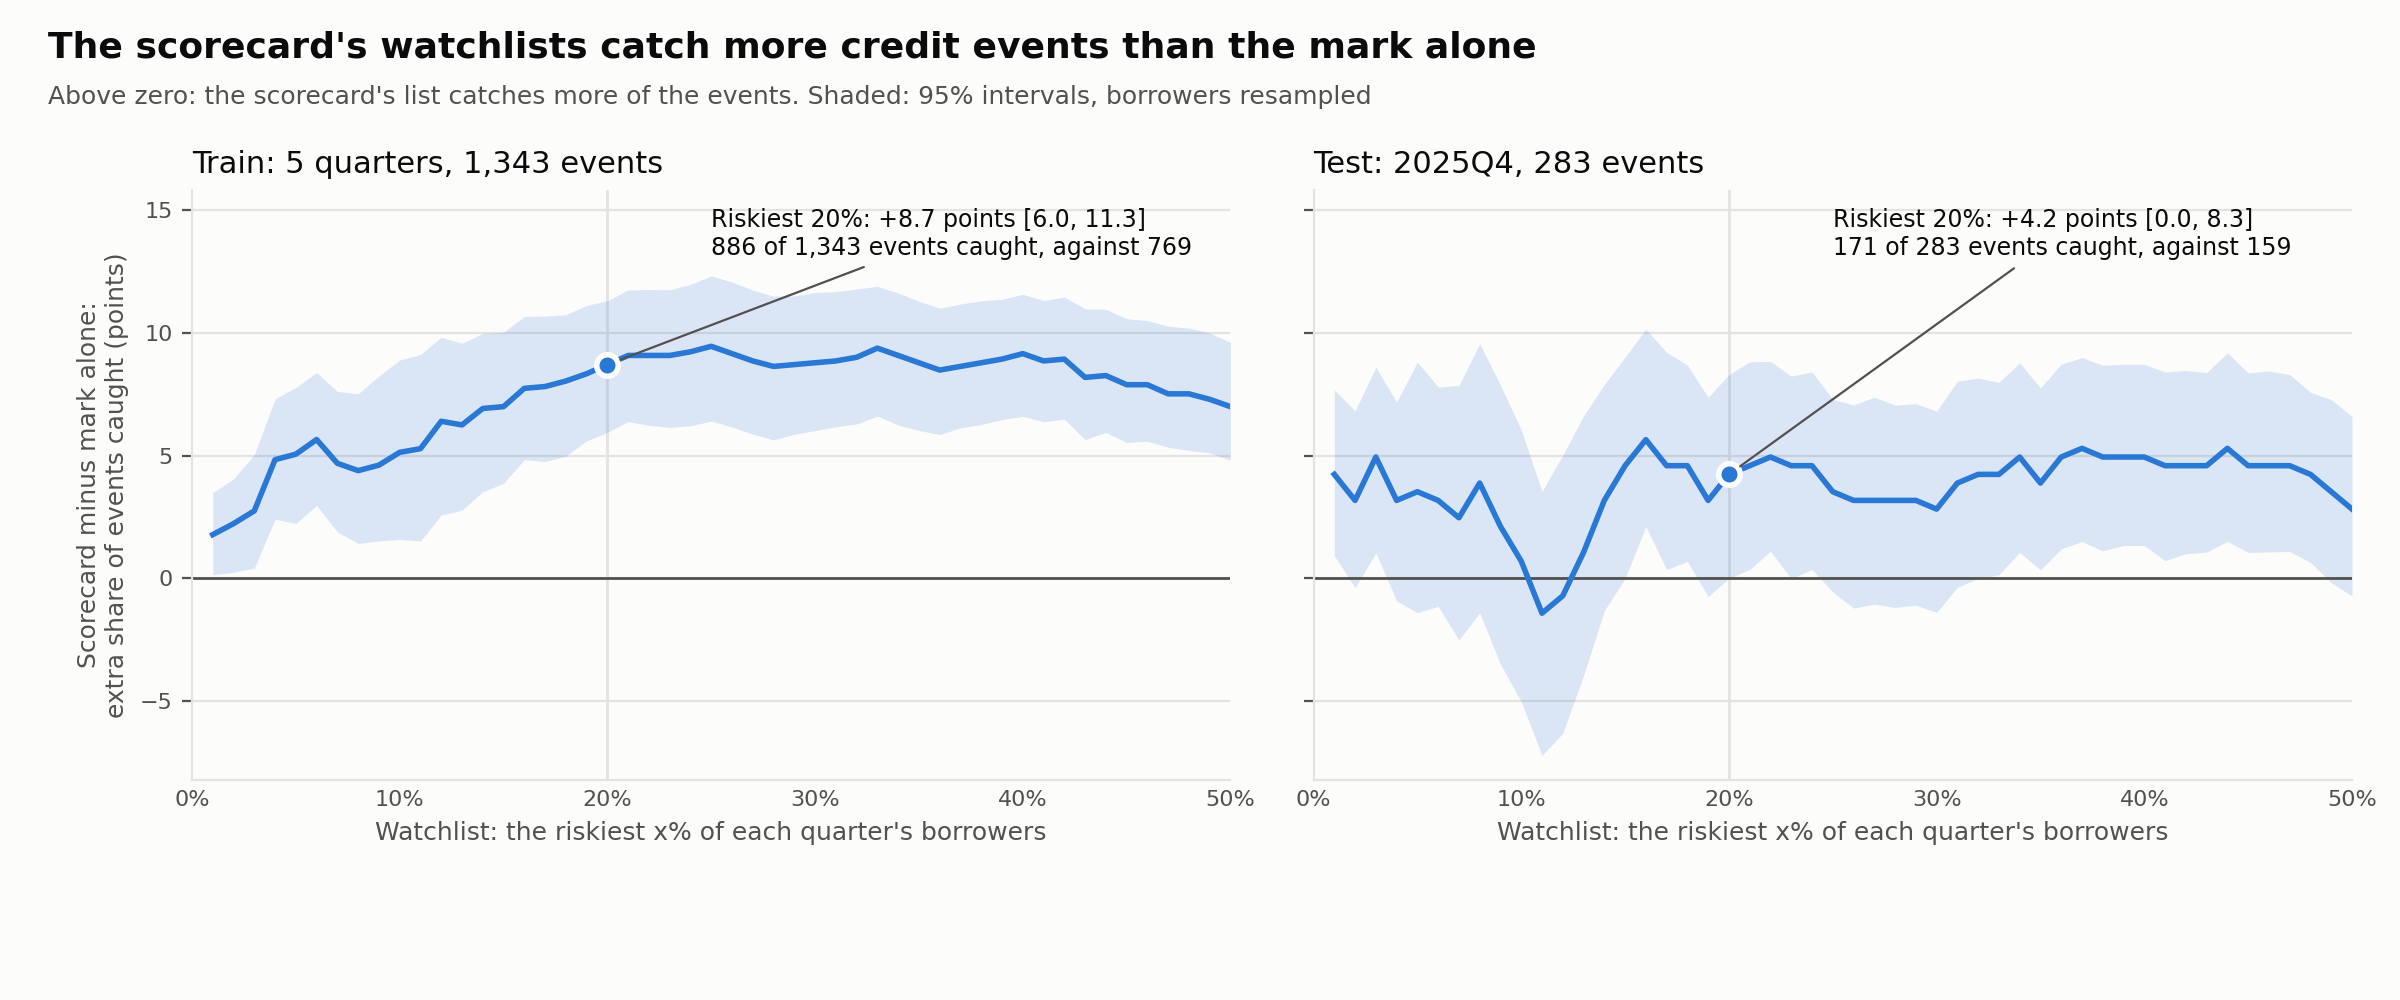 The scorecard's watchlists catch more credit events than the mark alone
Above zero: the scorecard's list catches more of the events. Shaded: 95% intervals, borrowers resampled
Train: 5 quarters, 1,343 events
Riskiest 20%: +8.7 points [6.0, 11.3]
886 of 1,343 events caught, against 769
Scorecard minus mark alone:
extra share of events caught (points)
15
10
5
0
−5
0%
10%
20%
30%
40%
50%
Watchlist: the riskiest x% of each quarter's borrowers
Test: 2025Q4, 283 events
Riskiest 20%: +4.2 points [0.0, 8.3]
171 of 283 events caught, against 159
0%
10%
20%
30%
40%
50%
Watchlist: the riskiest x% of each quarter's borrowers